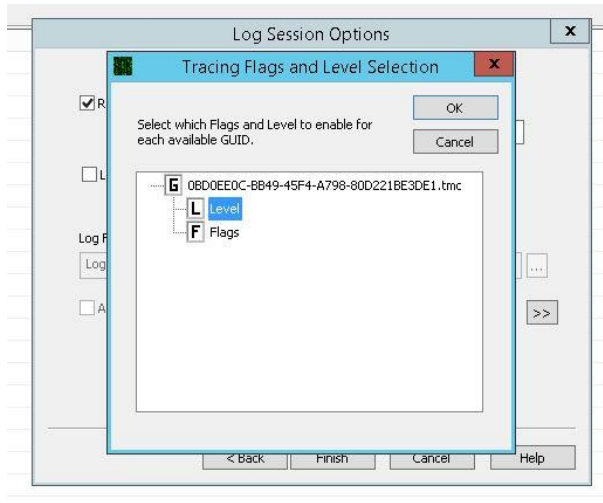 Log Session Options
x
Tracing Flags and Level Selection
x
R
Select which Flags and Level to enable for
each available GUID.
OK
Cancel
L
G 0BD0EE0C-BB49-45F4-A798-80D221BE3DE1.tmc
L Level
F Flags
Log F
Log
...
A
>>
< Back
Finish
Cancel
Help